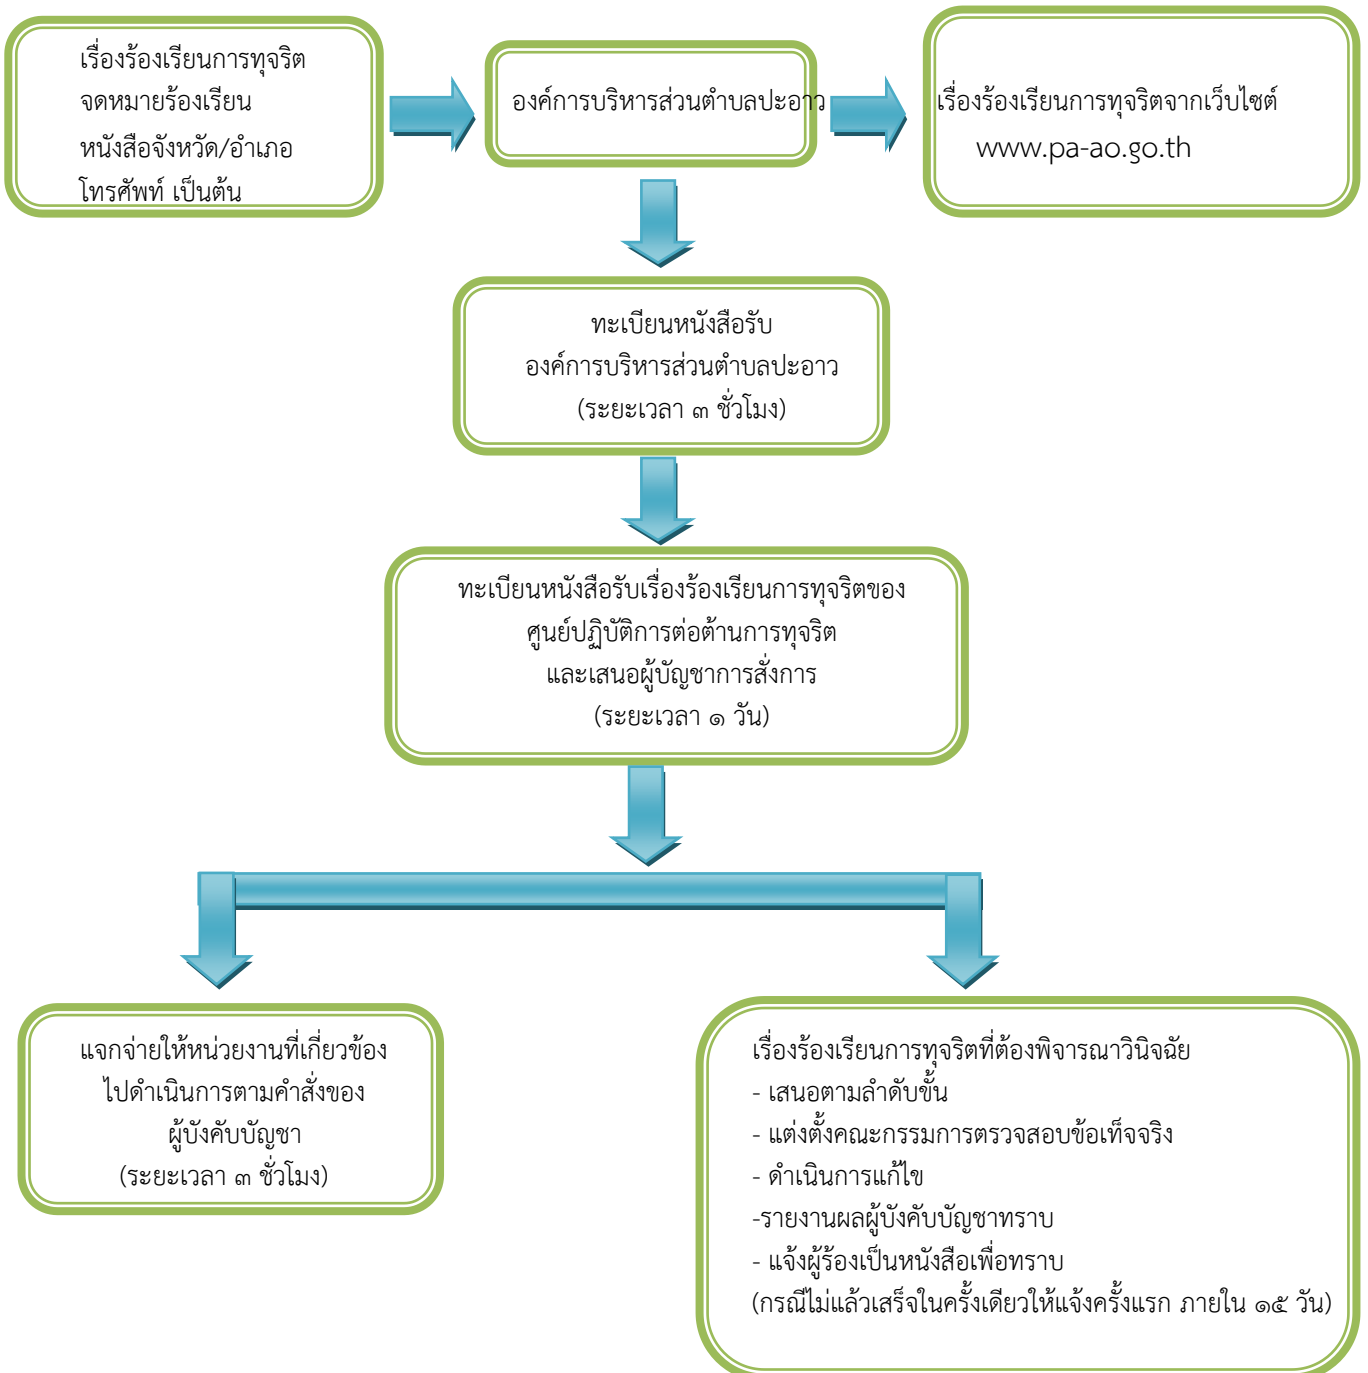 เรื่องร้องเรียนการทุจริต
จดหมายร้องเรียน
หนังสือจังหวัด/อำเภอ
โทรศัพท์ เป็นต้น
องค์การบริหารส่วนตำบลปะอาว
เรื่องร้องเรียนการทุจริตจากเว็บไซต์
www.pa-ao.go.th
ทะเบียนหนังสือรับ
องค์การบริหารส่วนตำบลปะอาว
(ระยะเวลา ๓ ชั่วโมง)
ทะเบียนหนังสือรับเรื่องร้องเรียนการทุจริตของ
ศูนย์ปฏิบัติการต่อต้านการทุจริต
และเสนอผู้บัญชาการสั่งการ
(ระยะเวลา ๑ วัน)
แจกจ่ายให้หน่วยงานที่เกี่ยวข้อง
ไปดำเนินการตามคำสั่งของ
ผู้บังคับบัญชา
(ระยะเวลา ๓ ชั่วโมง)
เรื่องร้องเรียนการทุจริตที่ต้องพิจารณาวินิจฉัย
- เสนอตามลำดับขั้น
- แต่งตั้งคณะกรรมการตรวจสอบข้อเท็จจริง
- ดำเนินการแก้ไข
-รายงานผลผู้บังคับบัญชาทราบ
- แจ้งผู้ร้องเป็นหนังสือเพื่อทราบ
(กรณีไม่แล้วเสร็จในครั้งเดียวให้แจ้งครั้งแรก ภายใน ๑๕ วัน)